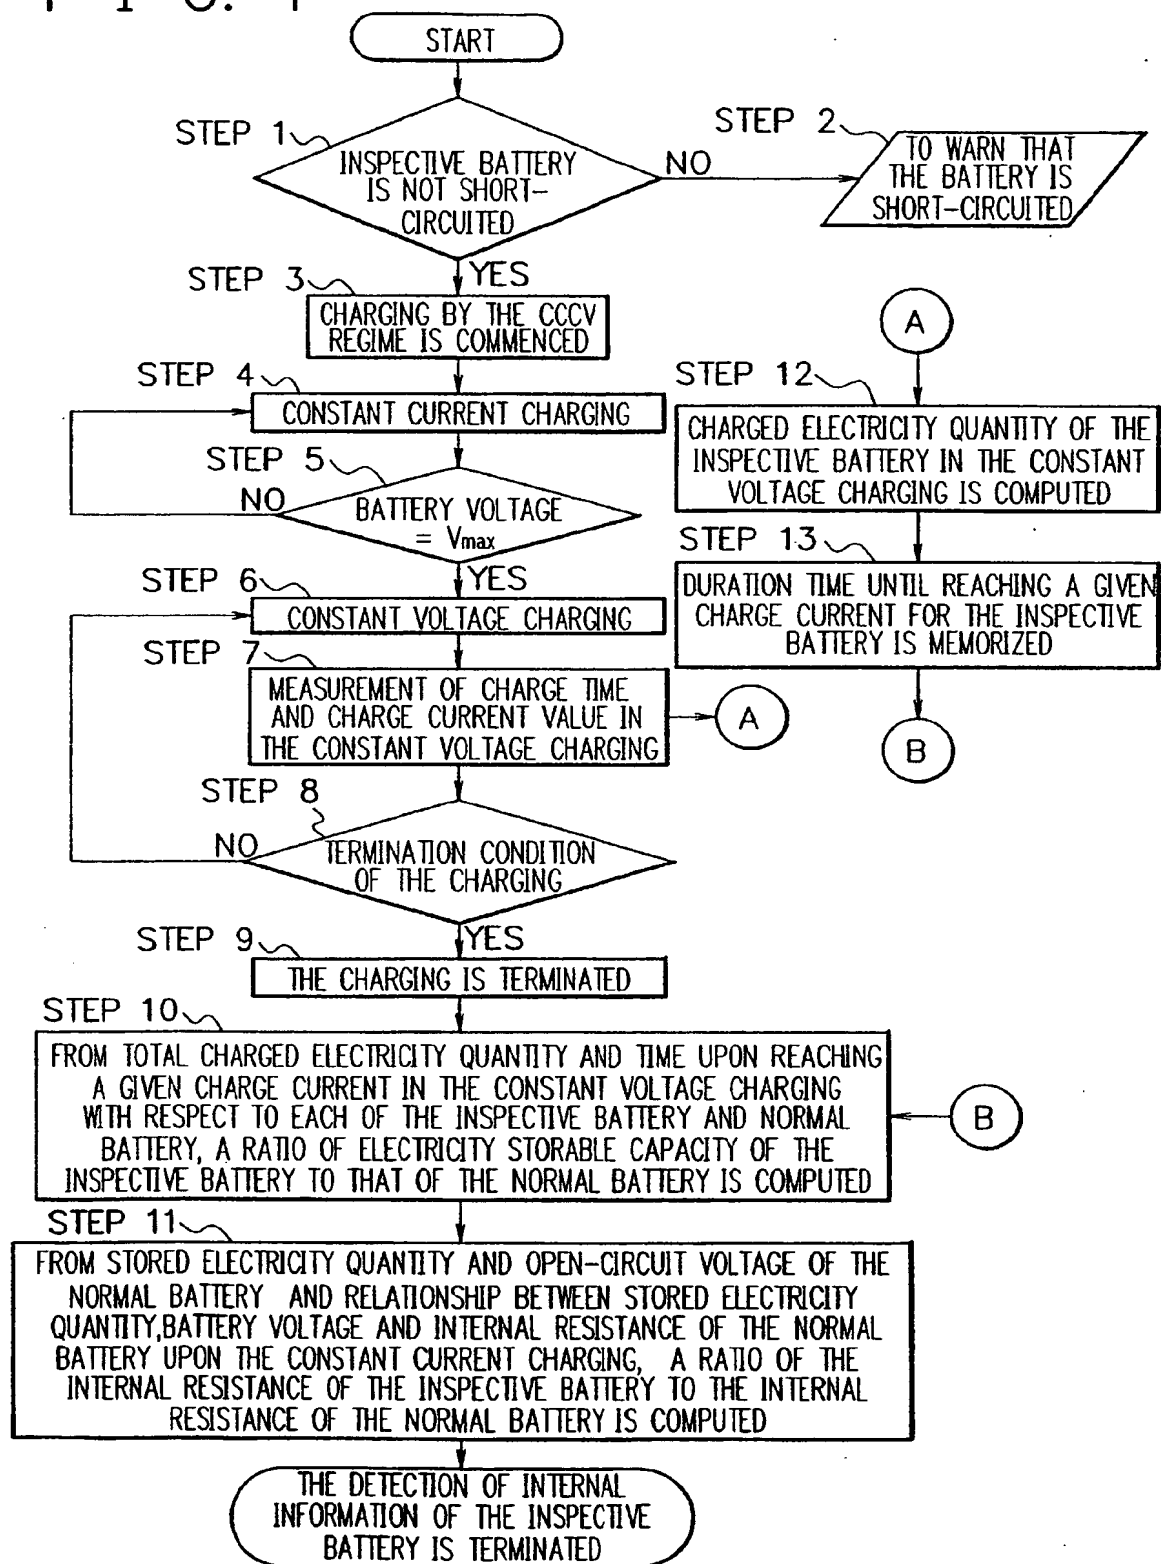 START
STEP 1
INSPECTIVE BATTERY
IS NOT SHORT-
CIRCUITED
NO
STEP 2
TO WARN THAT
THE BATTERY IS
SHORT-CIRCUITED
YES
STEP 3
CHARGING BY THE CCCV
REGIME IS COMMENCED
STEP 4
CONSTANT CURRENT CHARGING
STEP 5
NO
BATTERY VOLTAGE
= Vmax
YES
STEP 6
CONSTANT VOLTAGE CHARGING
STEP 7
MEASUREMENT OF CHARGE TIME
AND CHARGE CURRENT VALUE IN
THE CONSTANT VOLTAGE CHARGING
A
STEP 8
NO
TERMINATION CONDITION
OF THE CHARGING
YES
STEP 9
THE CHARGING IS TERMINATED
A
STEP 12
CHARGED ELECTRICITY QUANTITY OF THE
INSPECTIVE BATTERY IN THE CONSTANT
VOLTAGE CHARGING IS COMPUTED
STEP 13
DURATION TIME UNTIL REACHING A GIVEN
CHARGE CURRENT FOR THE INSPECTIVE
BATTERY IS MEMORIZED
B
STEP 10
FROM TOTAL CHARGED ELECTRICITY QUANTITY AND TIME UPON REACHING
A GIVEN CHARGE CURRENT IN THE CONSTANT VOLTAGE CHARGING
WITH RESPECT TO EACH OF THE INSPECTIVE BATTERY AND NORMAL
BATTERY, A RATIO OF ELECTRICITY STORABLE CAPACITY OF THE
INSPECTIVE BATTERY TO THAT OF THE NORMAL BATTERY IS COMPUTED
B
STEP 11
FROM STORED ELECTRICITY QUANTITY AND OPEN-CIRCUIT VOLTAGE OF THE
NORMAL BATTERY AND RELATIONSHIP BETWEEN STORED ELECTRICITY
QUANTITY,BATTERY VOLTAGE AND INTERNAL RESISTANCE OF THE NORMAL
BATTERY UPON THE CONSTANT CURRENT CHARGING, A RATIO OF THE
INTERNAL RESISTANCE OF THE INSPECTIVE BATTERY TO THE INTERNAL
RESISTANCE OF THE NORMAL BATTERY IS COMPUTED
THE DETECTION OF INTERNAL
INFORMATION OF THE INSPECTIVE
BATTERY IS TERMINATED